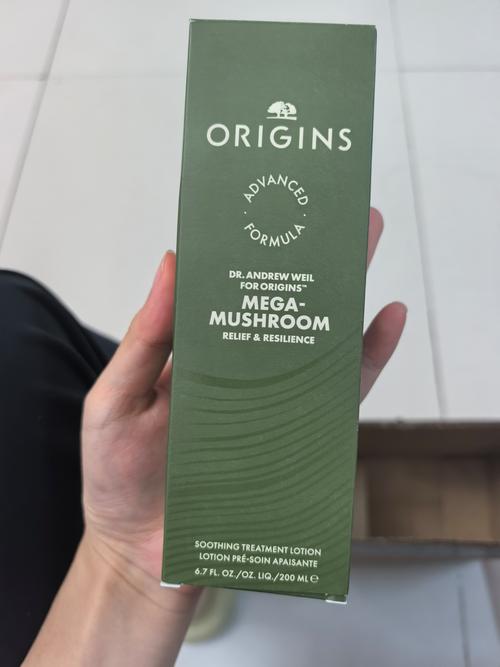 ORIGINS
ADVANCED
FORMULA
DR. ANDREW WEIL
FOR ORIGINS™
MEGA-
MUSHROOM
RELIEF & RESILIENCE
SOOTHING TREATMENT LOTION
LOTION PRÉ-SOIN APAISANTE
6.7 FL. OZ./OZ. LIQ./200 ML ℮